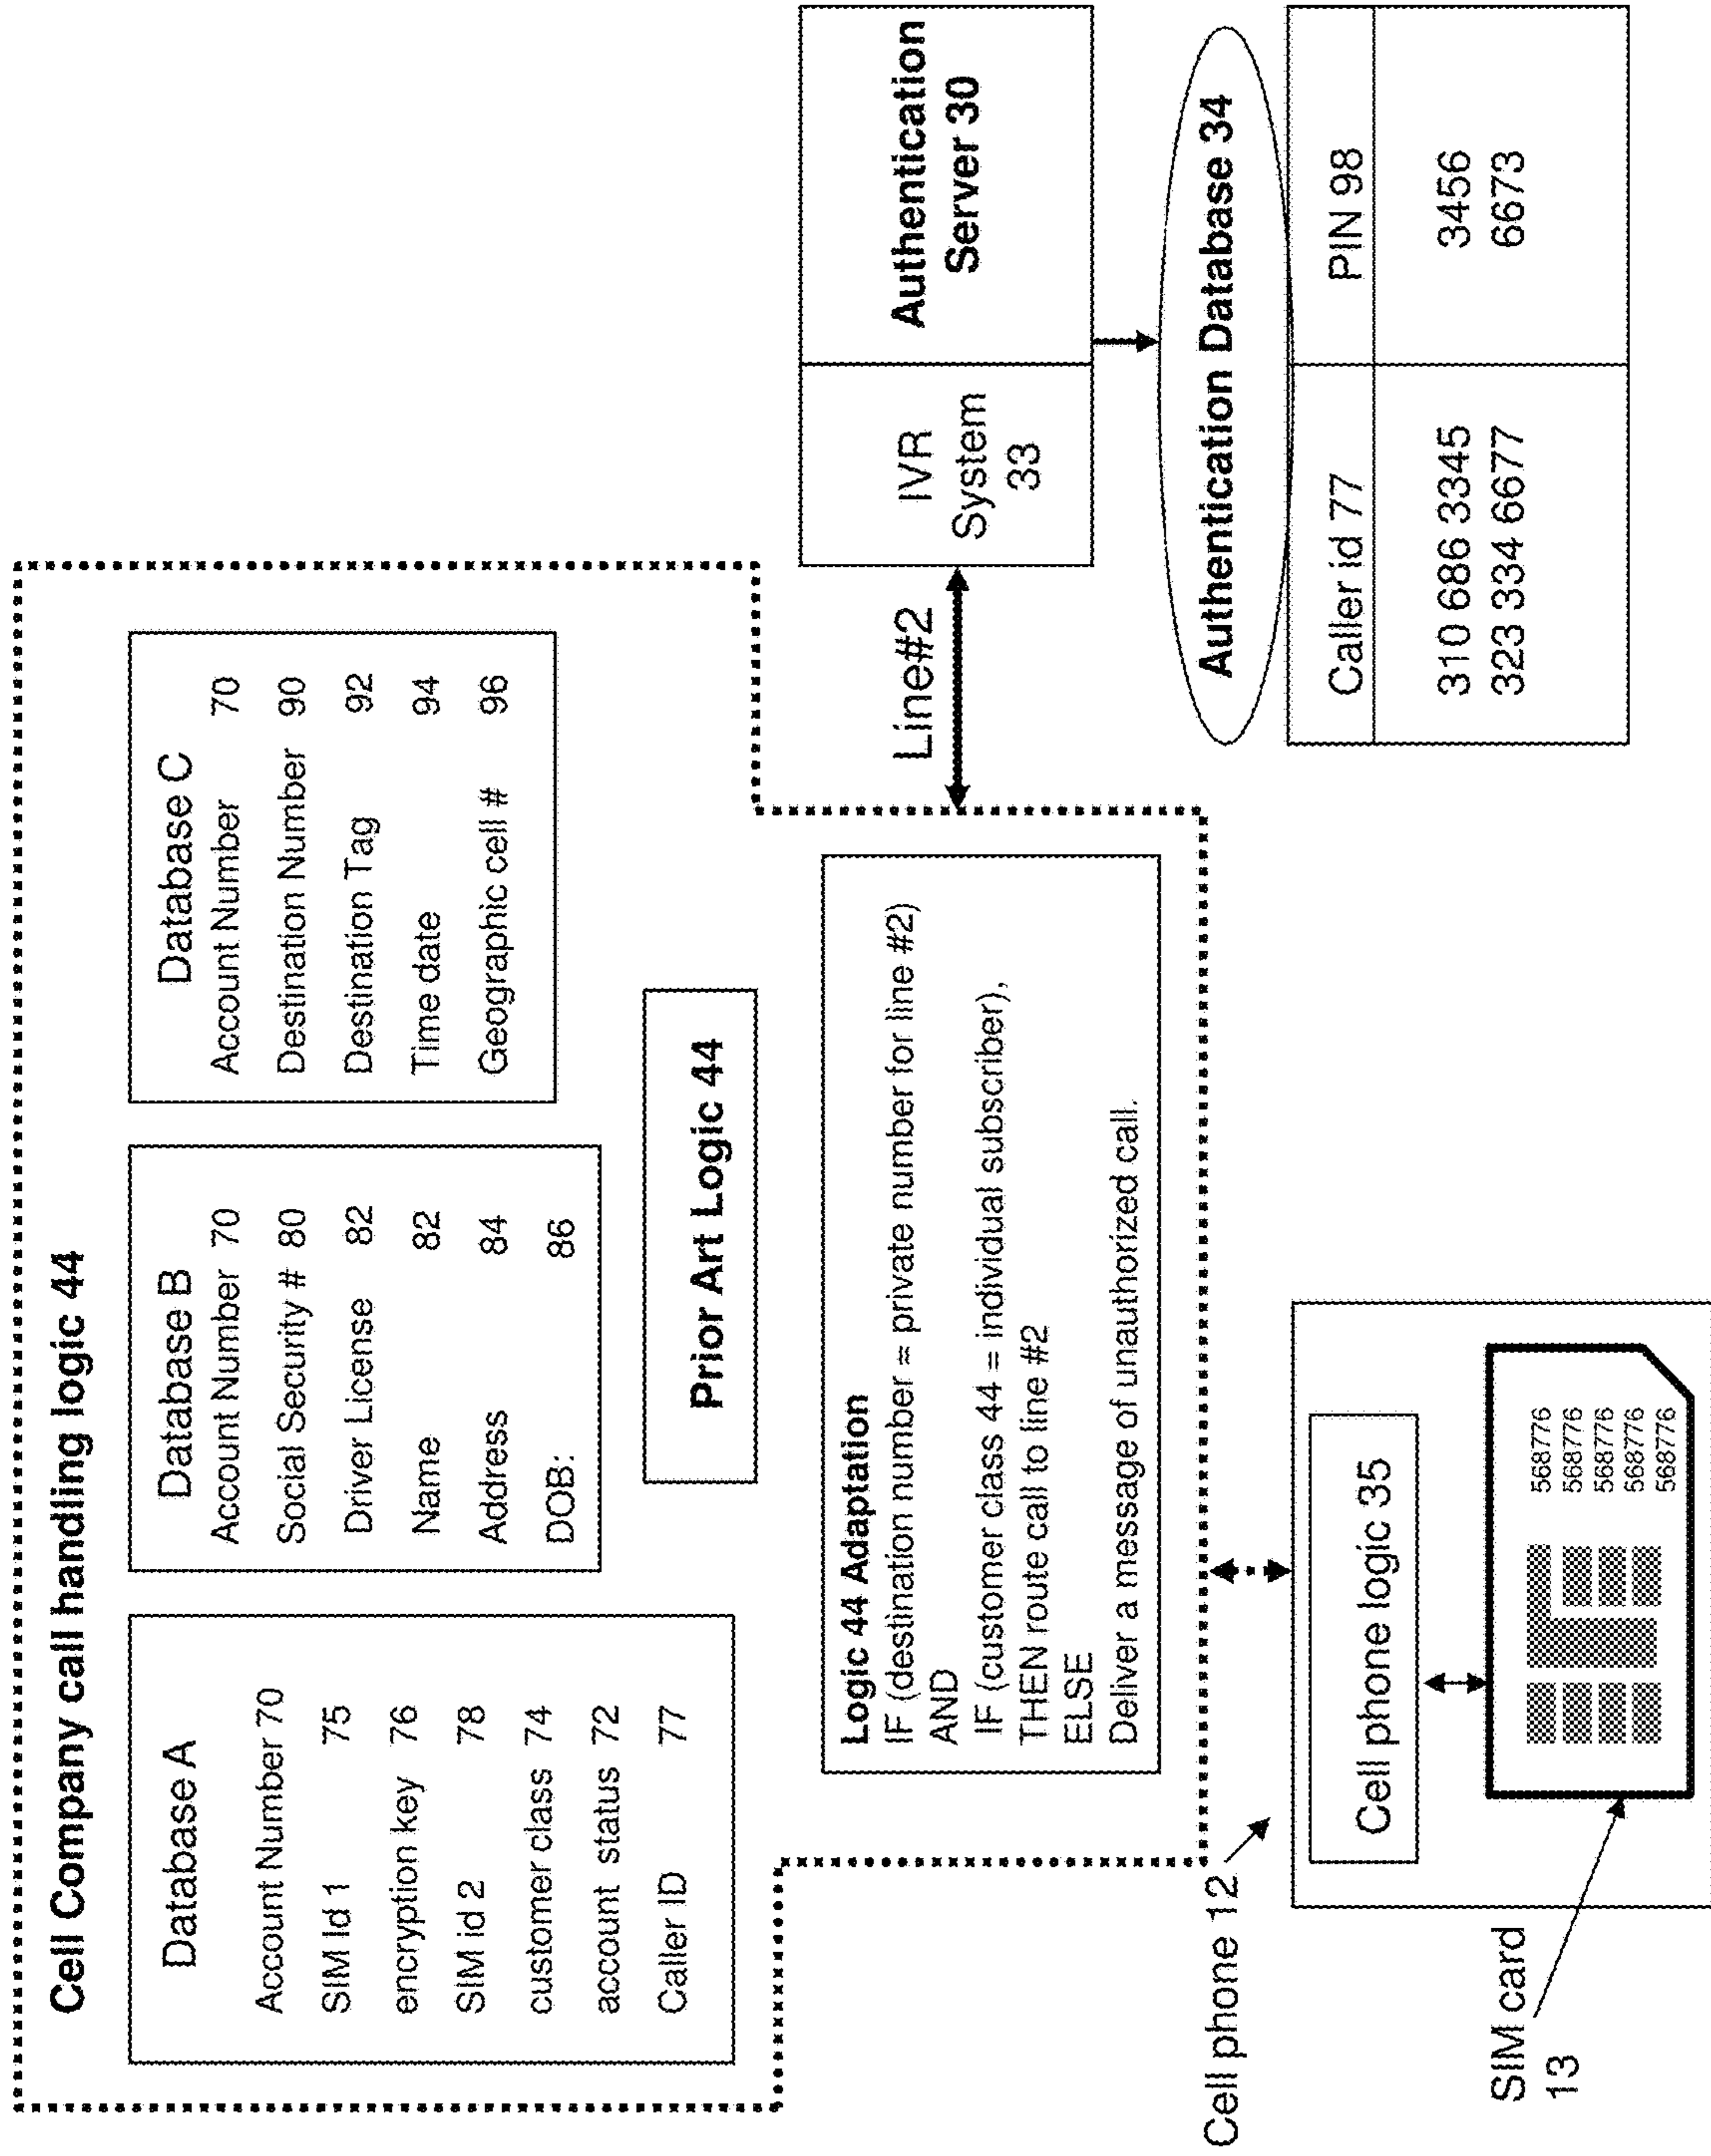 Cell Company call handling logic 44
Database A
Account Number 70
SIM Id 1 75
encryption key 76
SIM id 2 78
customer class 74
account status 72
Caller ID 77
Database B
Account Number 70
Social Security # 80
Driver License 82
Name 82
Address 84
DOB: 86
Database C
Account Number 70
Destination Number 90
Destination Tag 92
Time date 94
Geographic cell # 96
Prior Art Logic 44
Logic 44 Adaptation
IF (destination number = private number for line #2)
AND
IF (customer class 44 = individual subscriber),
THEN route call to line #2
ELSE
Deliver a message of unauthorized call.
Line#2
IVR
System
33
Authentication
Server 30
Authentication Database 34
Caller id 77 PIN 98
310 686 3345 3456
323 334 6677 6673
Cell phone 12
Cell phone logic 35
568776
568776
568776
568776
568776
SIM card
13